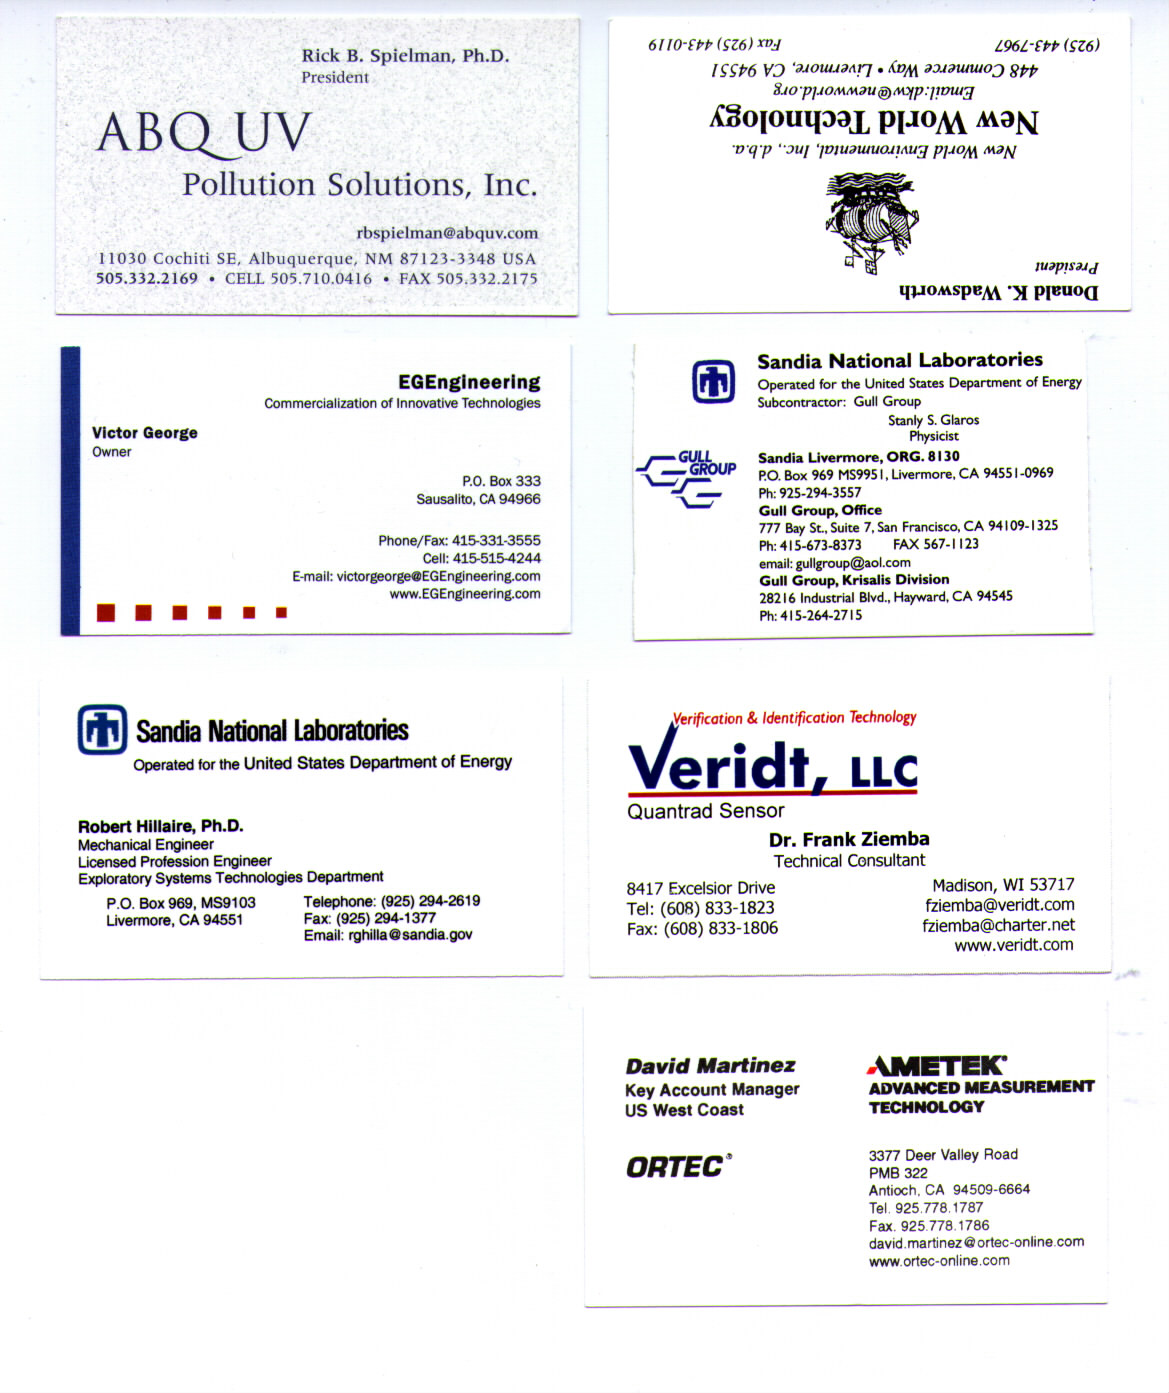 Rick B. Spielman, Ph.D.
President
ABQ UV
Pollution Solutions, Inc.
rbspielman@abquv.com
11030 Cochiti SE, Albuquerque, NM 87123-3348 USA
505.332.2169 • CELL 505.710.0416 • FAX 505.332.2175
Donald K. Wadsworth
President
New World Environmental, Inc., d.b.a.
New World Technology
Email:dkw@newworld.org
448 Commerce Way • Livermore, CA 94551
(925) 443-7967 Fax (925) 443-0119
EGEngineering
Commercialization of Innovative Technologies
Victor George
Owner
P.O. Box 333
Sausalito, CA 94966
Phone/Fax: 415-331-3555
Cell: 415-515-4244
E-mail: victorgeorge@EGEngineering.com
www.EGEngineering.com
Sandia National Laboratories
Operated for the United States Department of Energy
Subcontractor: Gull Group
Stanly S. Glaros
Physicist
GULL
GROUP
Sandia Livermore, ORG. 8130
P.O. Box 969 MS9951, Livermore, CA 94551-0969
Ph: 925-294-3557
Gull Group, Office
777 Bay St., Suite 7, San Francisco, CA 94109-1325
Ph: 415-673-8373 FAX 567-1123
email: gullgroup@aol.com
Gull Group, Krisalis Division
28216 Industrial Blvd., Hayward, CA 94545
Ph: 415-264-2715
Sandia National Laboratories
Operated for the United States Department of Energy
Robert Hillaire, Ph.D.
Mechanical Engineer
Licensed Profession Engineer
Exploratory Systems Technologies Department
P.O. Box 969, MS9103 Telephone: (925) 294-2619
Livermore, CA 94551 Fax: (925) 294-1377
Email: rghilla@sandia.gov
Verification & Identification Technology
Veridt, LLC
Quantrad Sensor
Dr. Frank Ziemba
Technical Consultant
8417 Excelsior Drive Madison, WI 53717
Tel: (608) 833-1823 fziemba@veridt.com
Fax: (608) 833-1806 fziemba@charter.net
www.veridt.com
David Martinez
Key Account Manager
US West Coast
ORTEC®
AMETEK®
ADVANCED MEASUREMENT
TECHNOLOGY
3377 Deer Valley Road
PMB 322
Antioch, CA 94509-6664
Tel. 925.778.1787
Fax. 925.778.1786
david.martinez@ortec-online.com
www.ortec-online.com